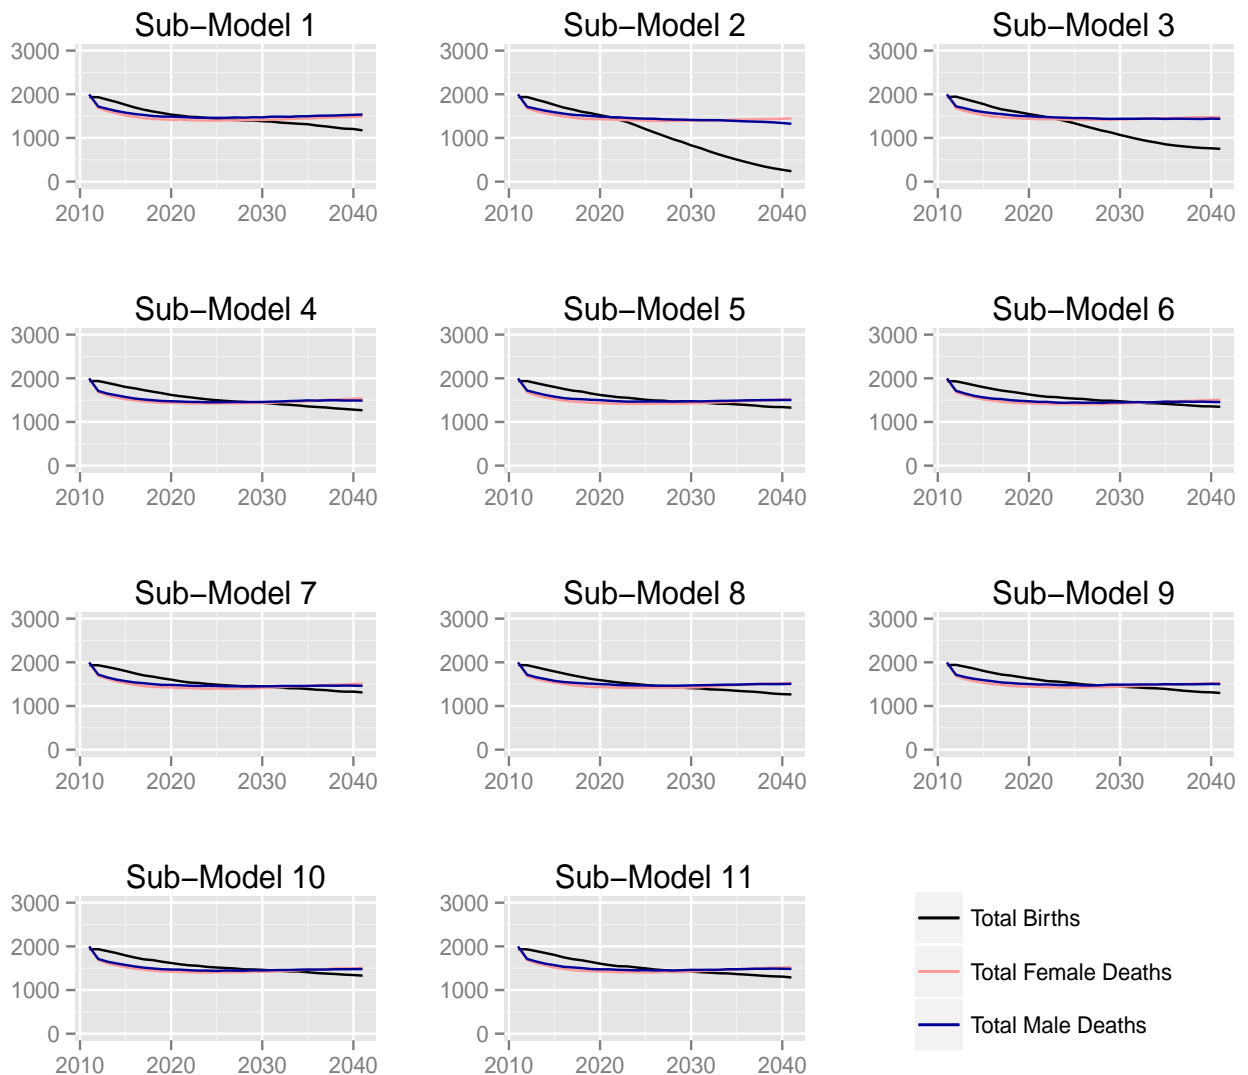 Sub−Model 1
Sub−Model 2
Sub−Model 3
3000
2000
1000
0
2010 2020 2030 2040
3000
2000
1000
0
2010 2020 2030 2040
3000
2000
1000
0
2010 2020 2030 2040
Sub−Model 4
Sub−Model 5
Sub−Model 6
3000
2000
1000
0
2010 2020 2030 2040
3000
2000
1000
0
2010 2020 2030 2040
3000
2000
1000
0
2010 2020 2030 2040
Sub−Model 7
Sub−Model 8
Sub−Model 9
3000
2000
1000
0
2010 2020 2030 2040
3000
2000
1000
0
2010 2020 2030 2040
3000
2000
1000
0
2010 2020 2030 2040
Sub−Model 10
Sub−Model 11
3000
2000
1000
0
2010 2020 2030 2040
3000
2000
1000
0
2010 2020 2030 2040
Total Births
Total Female Deaths
Total Male Deaths